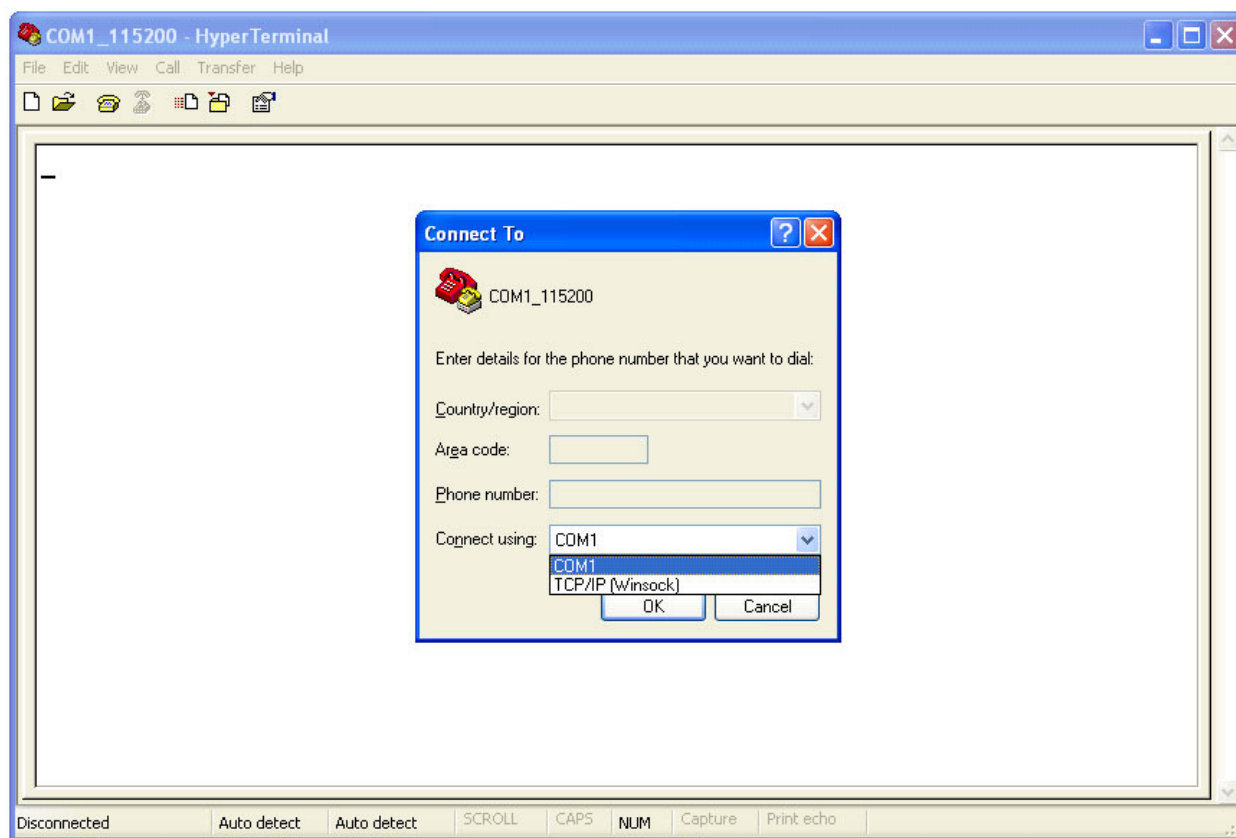 COM1_115200 - HyperTerminal
File Edit View Call Transfer Help
Connect To
?
COM1_115200
Enter details for the phone number that you want to dial:
Country/region:
Area code:
Phone number:
Connect using: COM1
COM1
TCP/IP (Winsock)
OK Cancel
Disconnected Auto detect Auto detect SCROLL CAPS NUM Capture Print echo